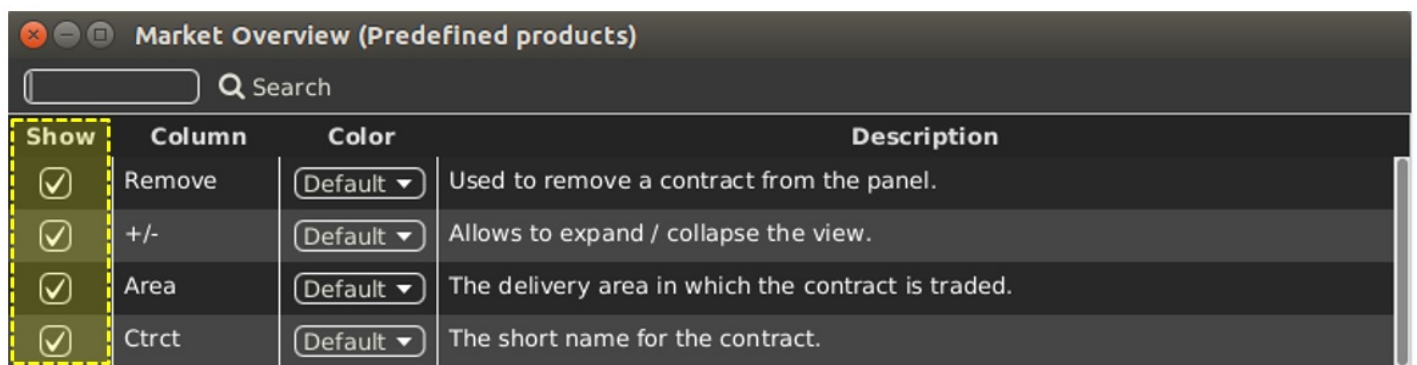 Market Overview (Predefined products)
Search
Show Column Color Description
Remove Default Used to remove a contract from the panel.
+/- Default Allows to expand / collapse the view.
Area Default The delivery area in which the contract is traded.
Ctrct Default The short name for the contract.